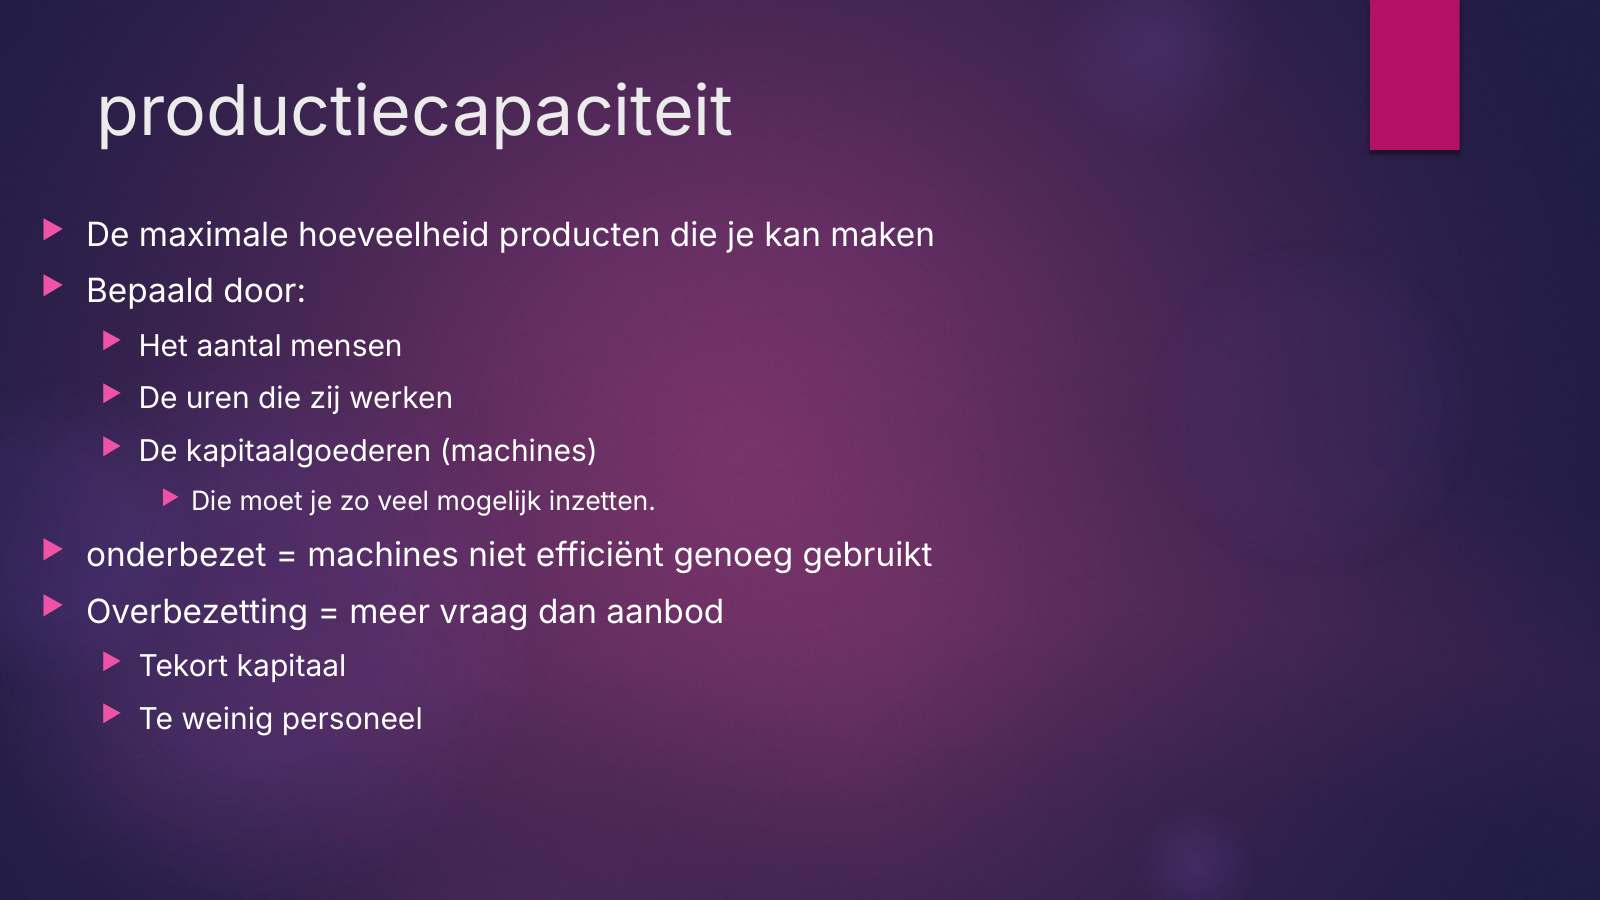 productiecapaciteit
De maximale hoeveelheid producten die je kan maken
Bepaald door:
Het aantal mensen
De uren die zij werken
De kapitaalgoederen (machines)
Die moet je zo veel mogelijk inzetten.
onderbezet = machines niet efficiënt genoeg gebruikt
Overbezetting = meer vraag dan aanbod
Tekort kapitaal
Te weinig personeel